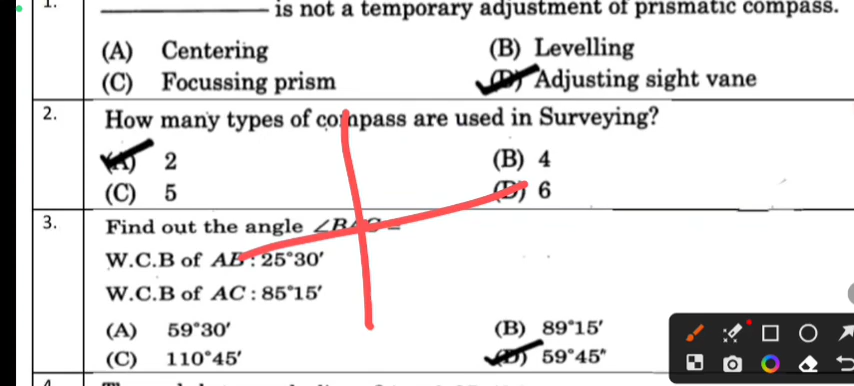 1. __________ is not a temporary adjustment of prismatic compass.
(A) Centering (B) Levelling
(C) Focussing prism (D) Adjusting sight vane
2. How many types of compass are used in Surveying?
(A) 2 (B) 4
(C) 5 (D) 6
3. Find out the angle ∠BAC =
W.C.B of AB : 25°30′
W.C.B of AC : 85°15′
(A) 59°30′ (B) 89°15′
(C) 110°45′ (D) 59°45″
4.